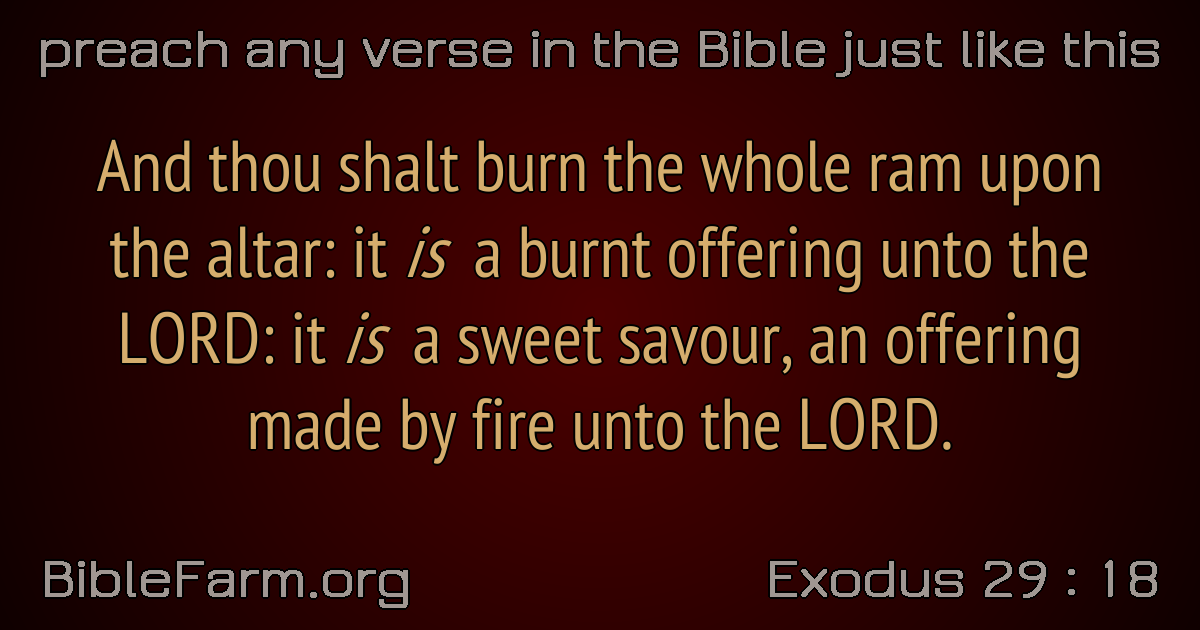 preach any verse in the Bible just like this
And thou shalt burn the whole ram upon
the altar: it is a burnt offering unto the
LORD: it is a sweet savour, an offering
made by fire unto the LORD.
BibleFarm.org
Exodus 29 : 18